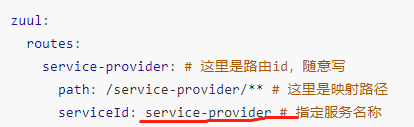 zuul:
  routes:
    service-provider: # 这里是路由id，随意写
      path: /service-provider/** # 这里是映射路径
      serviceId: service-provider # 指定服务名称